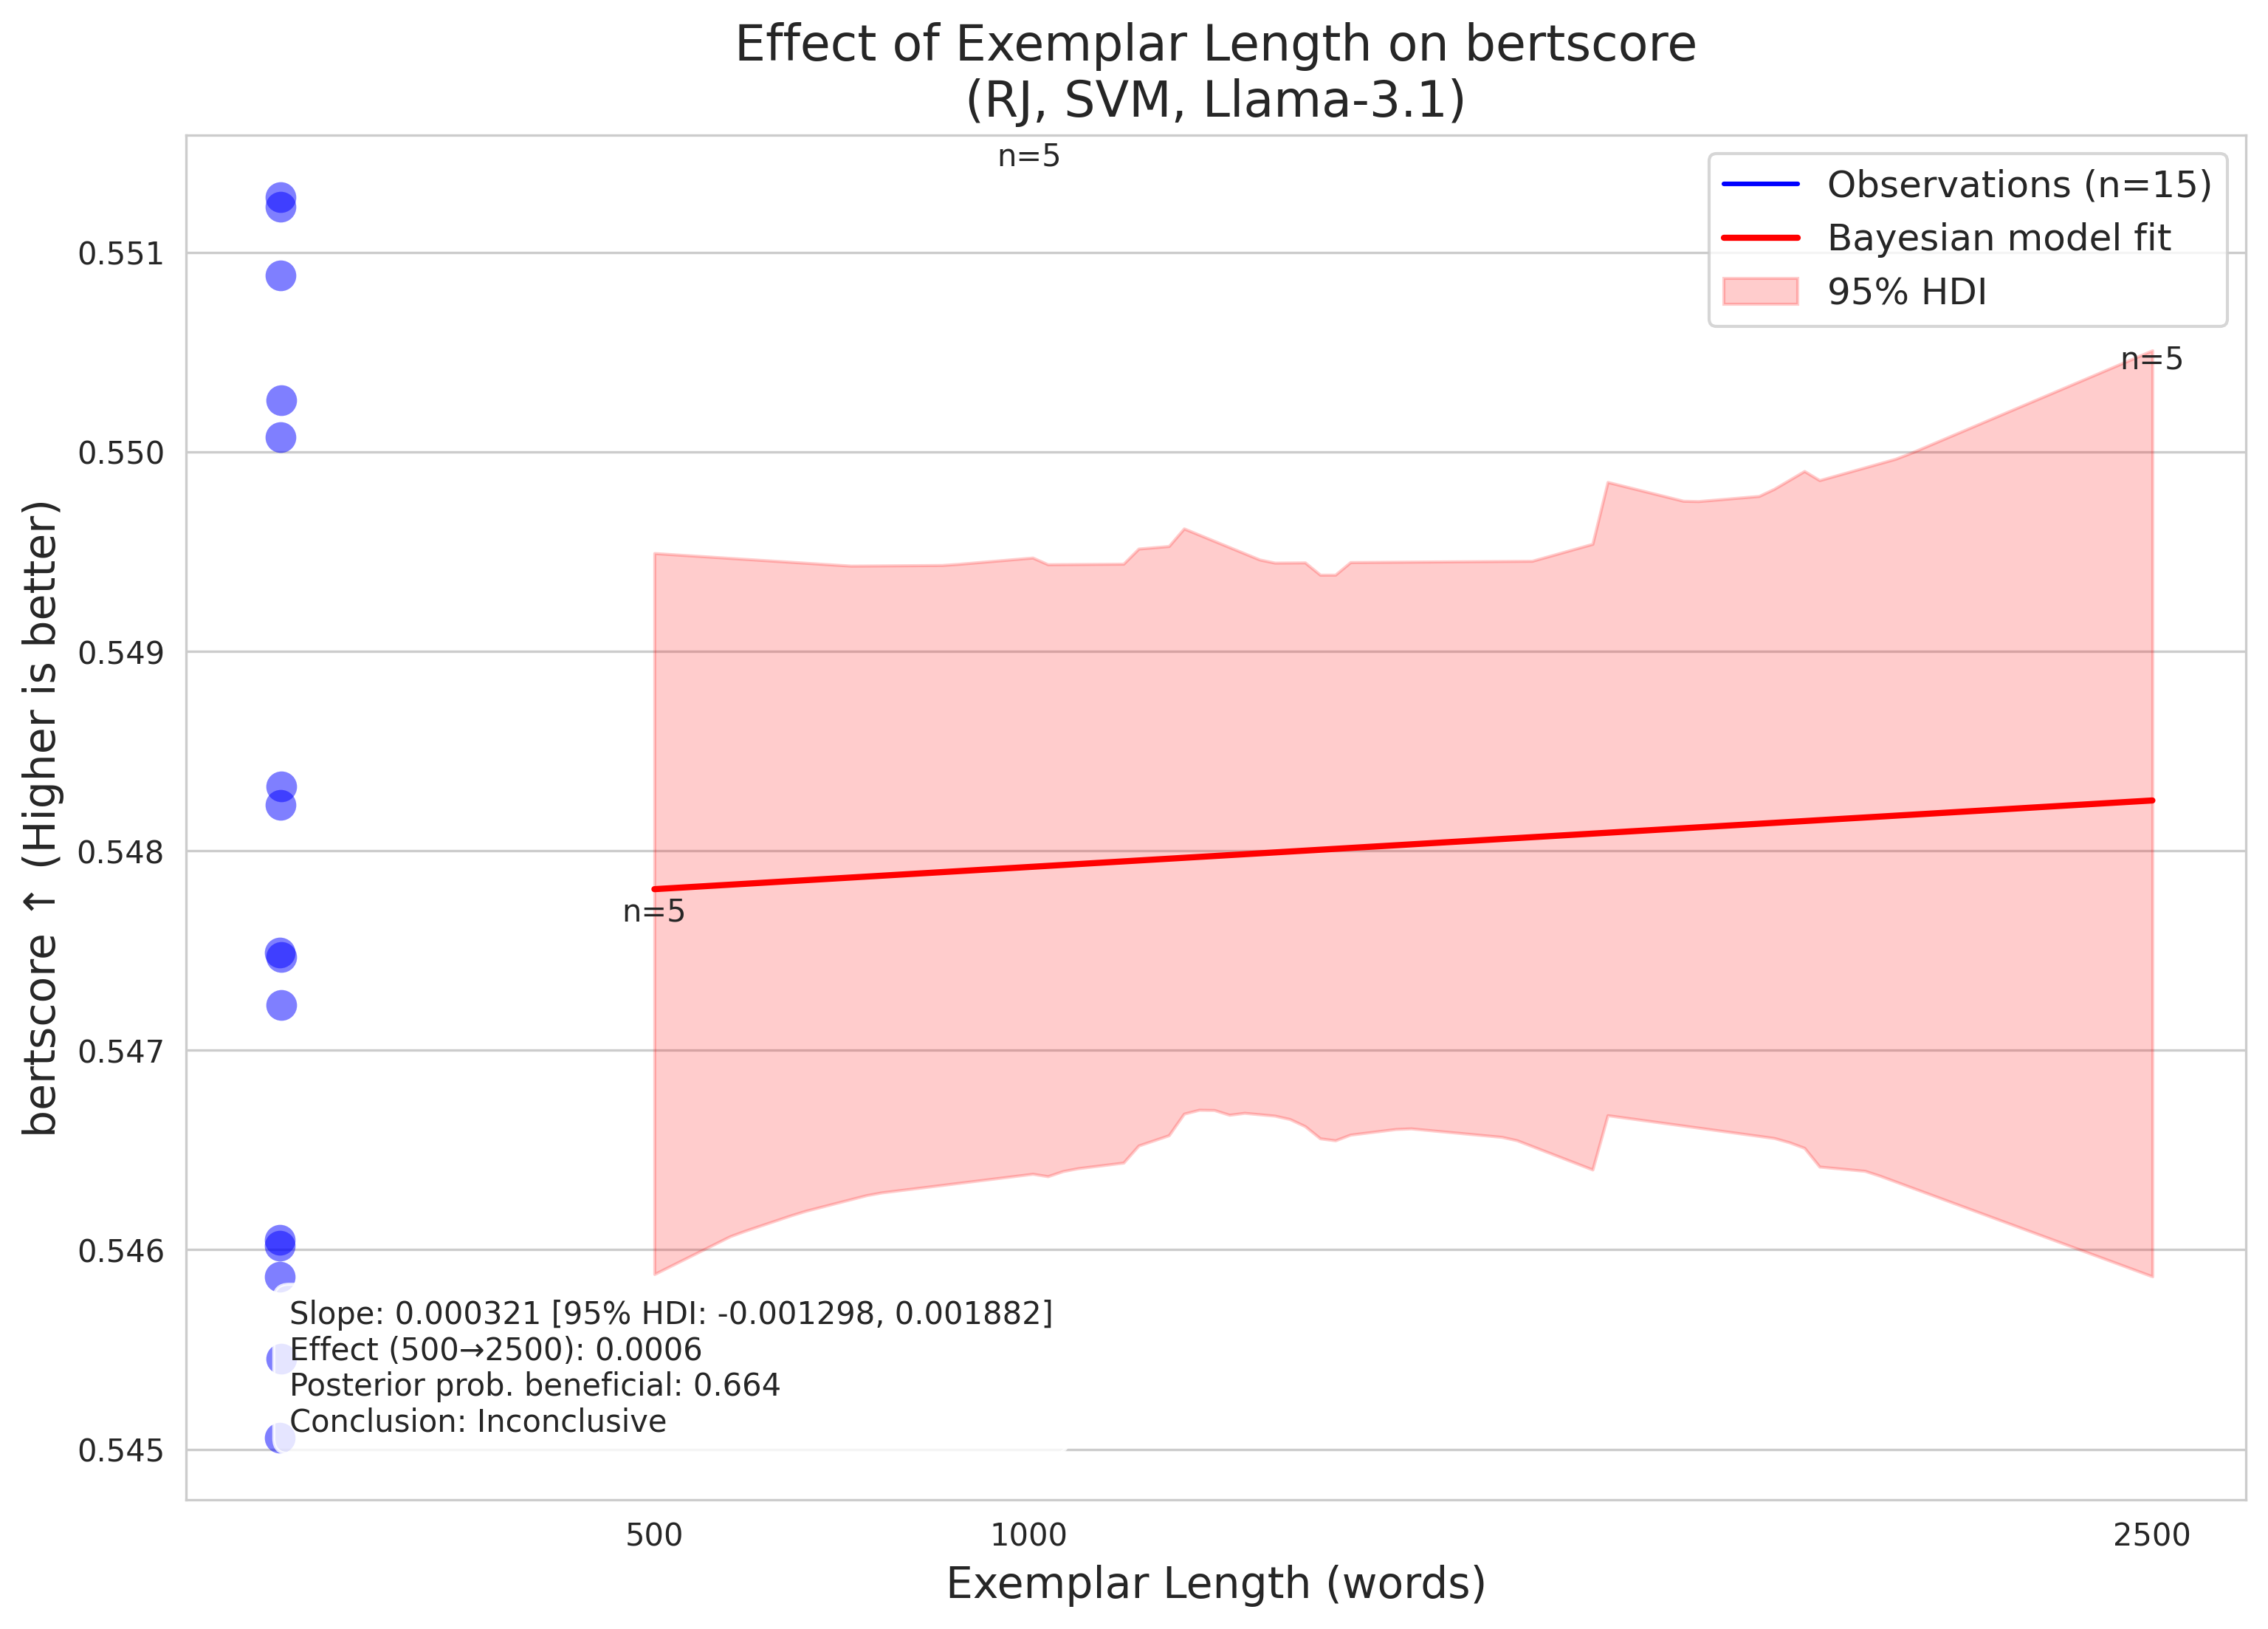 Effect of Exemplar Length on bertscore
(RJ, SVM, Llama-3.1)
n=5
Observations (n=15)
Bayesian model fit
95% HDI
n=5
n=5
0.551
0.550
0.549
0.548
0.547
0.546
0.545
bertscore ↑ (Higher is better)
Slope: 0.000321 [95% HDI: -0.001298, 0.001882]
Effect (500→2500): 0.0006
Posterior prob. beneficial: 0.664
Conclusion: Inconclusive
500
1000
2500
Exemplar Length (words)